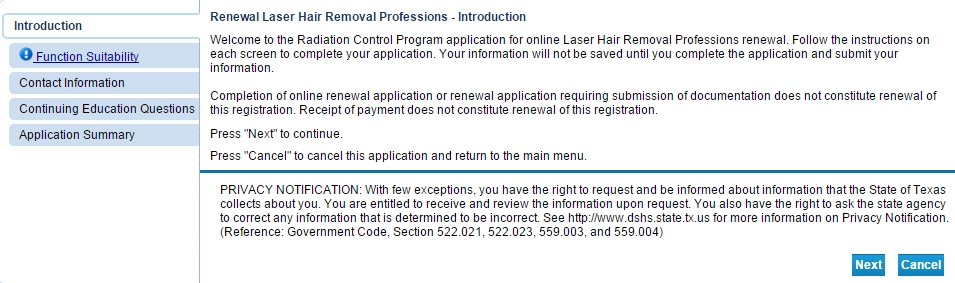 Introduction
Function Suitability
Contact Information
Continuing Education Questions
Application Summary
Renewal Laser Hair Removal Professions - Introduction
Welcome to the Radiation Control Program application for online Laser Hair Removal Professions renewal. Follow the instructions on
each screen to complete your application. Your information will not be saved until you complete the application and submit your
information.
Completion of online renewal application or renewal application requiring submission of documentation does not constitute renewal of
this registration. Receipt of payment does not constitute renewal of this registration.
Press "Next" to continue.
Press "Cancel" to cancel this application and return to the main menu.
PRIVACY NOTIFICATION: With few exceptions, you have the right to request and be informed about information that the State of Texas
collects about you. You are entitled to receive and review the information upon request. You also have the right to ask the state agency
to correct any information that is determined to be incorrect. See http://www.dshs.state.tx.us for more information on Privacy Notification.
(Reference: Government Code, Section 522.021, 522.023, 559.003, and 559.004)
Next Cancel